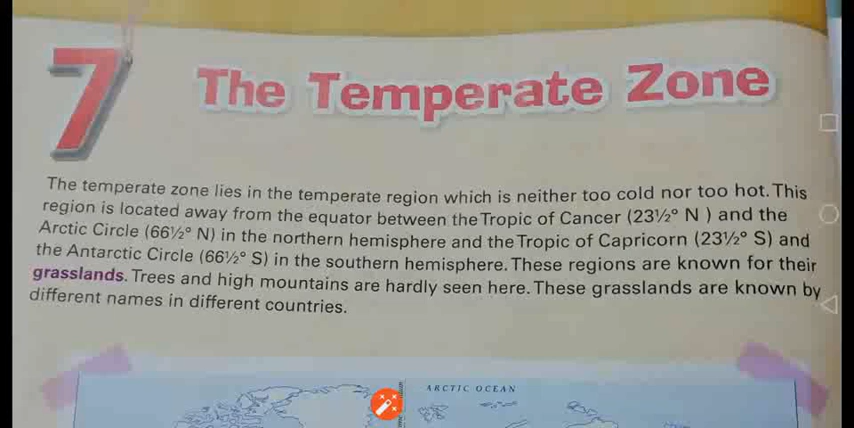 7
The Temperate Zone
The temperate zone lies in the temperate region which is neither too cold nor too hot. This
region is located away from the equator between the Tropic of Cancer (23½° N ) and the
Arctic Circle (66½° N) in the northern hemisphere and the Tropic of Capricorn (23½° S) and
the Antarctic Circle (66½° S) in the southern hemisphere. These regions are known for their
grasslands. Trees and high mountains are hardly seen here. These grasslands are known by
different names in different countries.
ARCTIC OCEAN